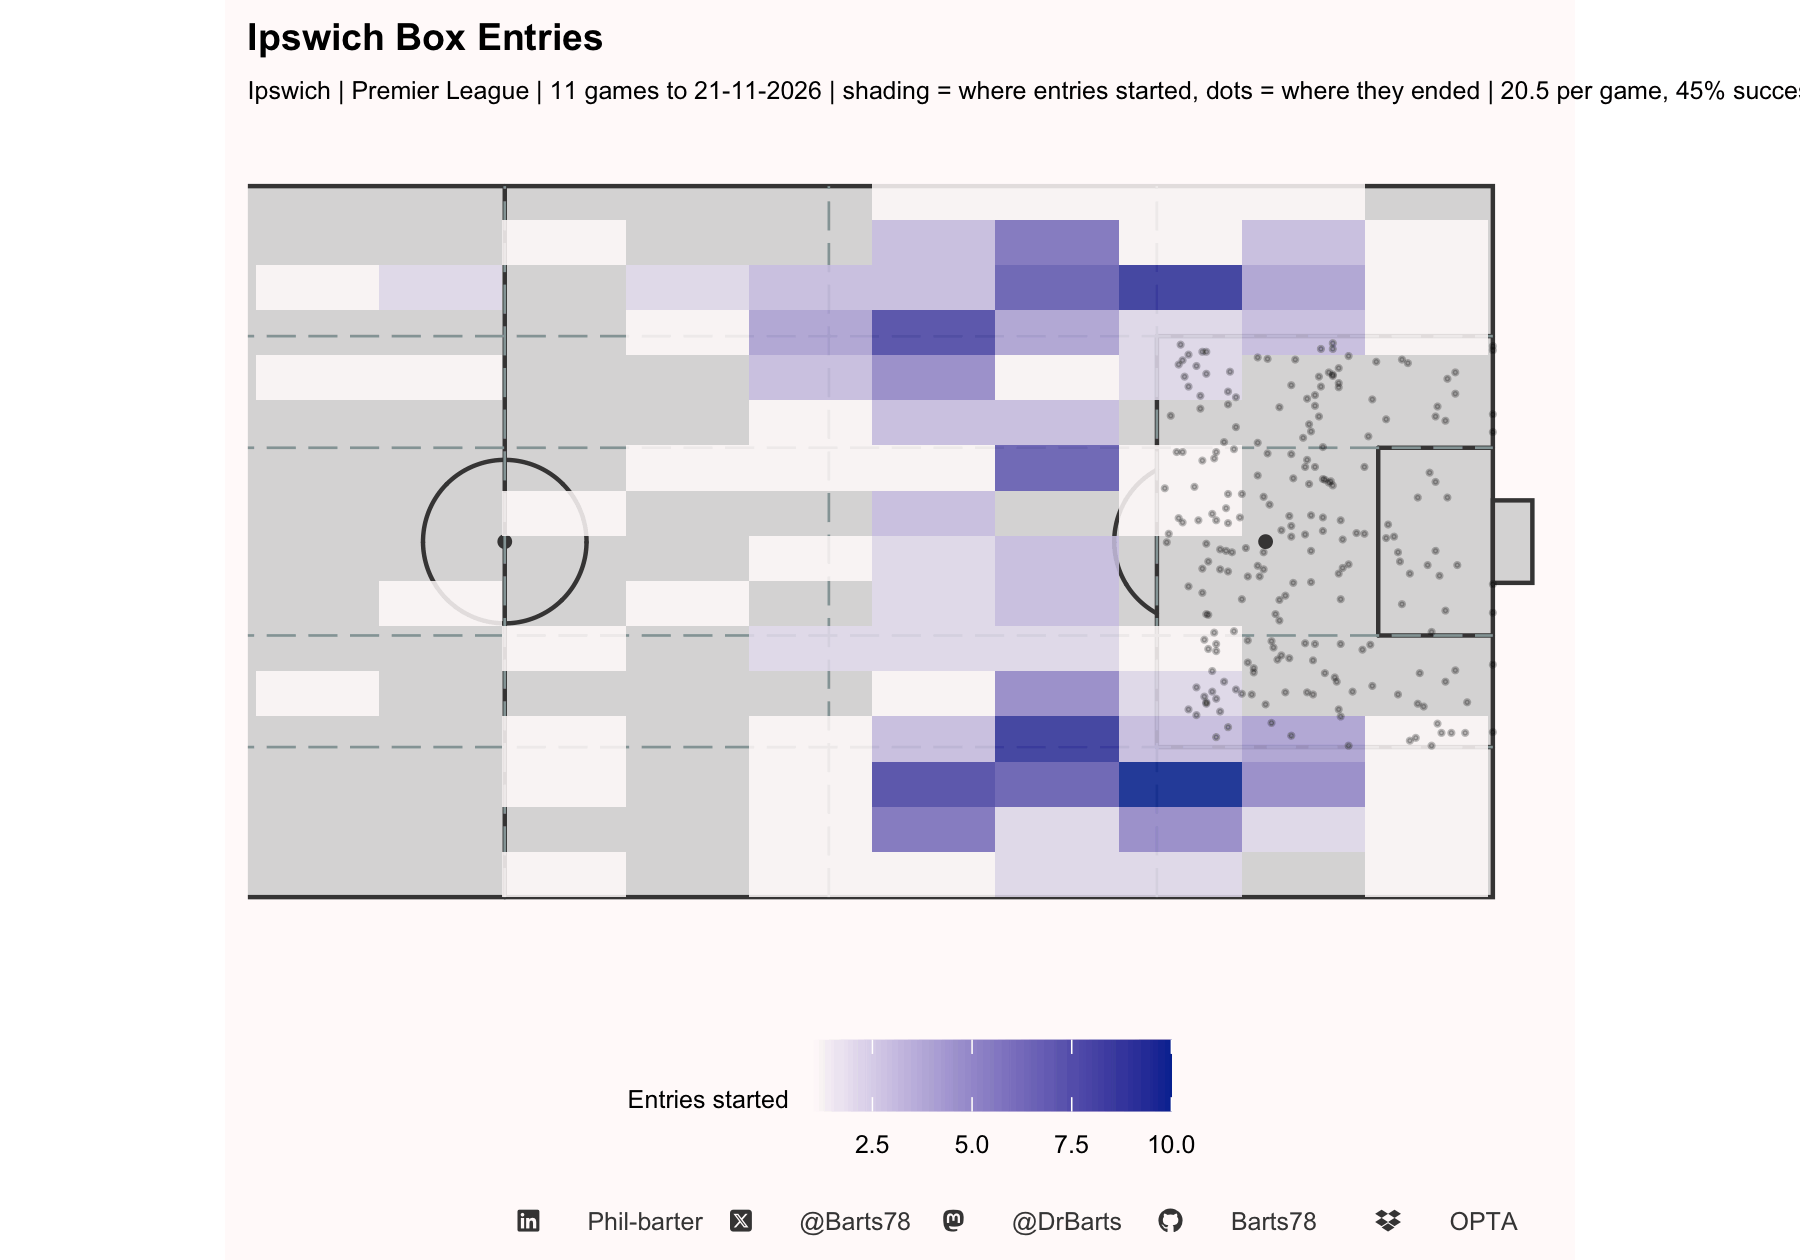 Ipswich Box Entries
Ipswich | Premier League | 11 games to 21-11-2026 | shading = where entries started, dots = where they ended | 20.5 per game, 45% succes
Entries started
2.5 5.0 7.5 10.0
Phil-barter @Barts78 @DrBarts Barts78 OPTA